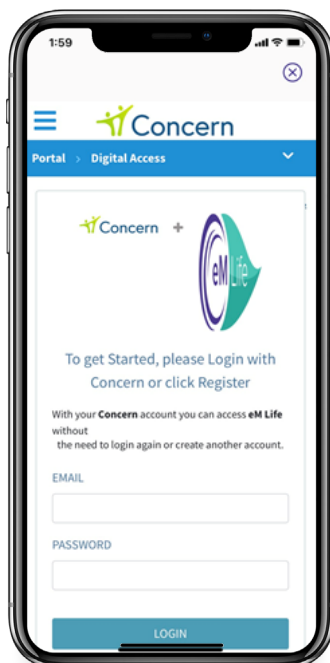 1:59
Concern
Portal > Digital Access
Concern + eM Life
To get Started, please Login with
Concern or click Register
With your Concern account you can access eM Life
without
the need to login again or create another account.
EMAIL
PASSWORD
LOGIN